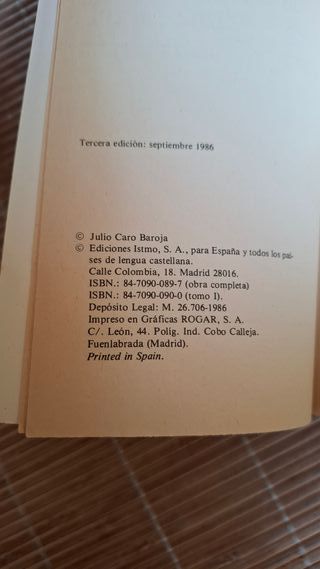 Tercera edición: septiembre 1986
© Julio Caro Baroja
© Ediciones Istmo, S. A., para España y todos los paí-
ses de lengua castellana.
Calle Colombia, 18. Madrid 28016.
ISBN.: 84-7090-089-7 (obra completa)
ISBN.: 84-7090-090-0 (tomo I).
Depósito Legal: M. 26.706-1986
Impreso en Gráficas ROGAR, S. A.
C/. León, 44. Políg. Ind. Cobo Calleja.
Fuenlabrada (Madrid).
Printed in Spain.